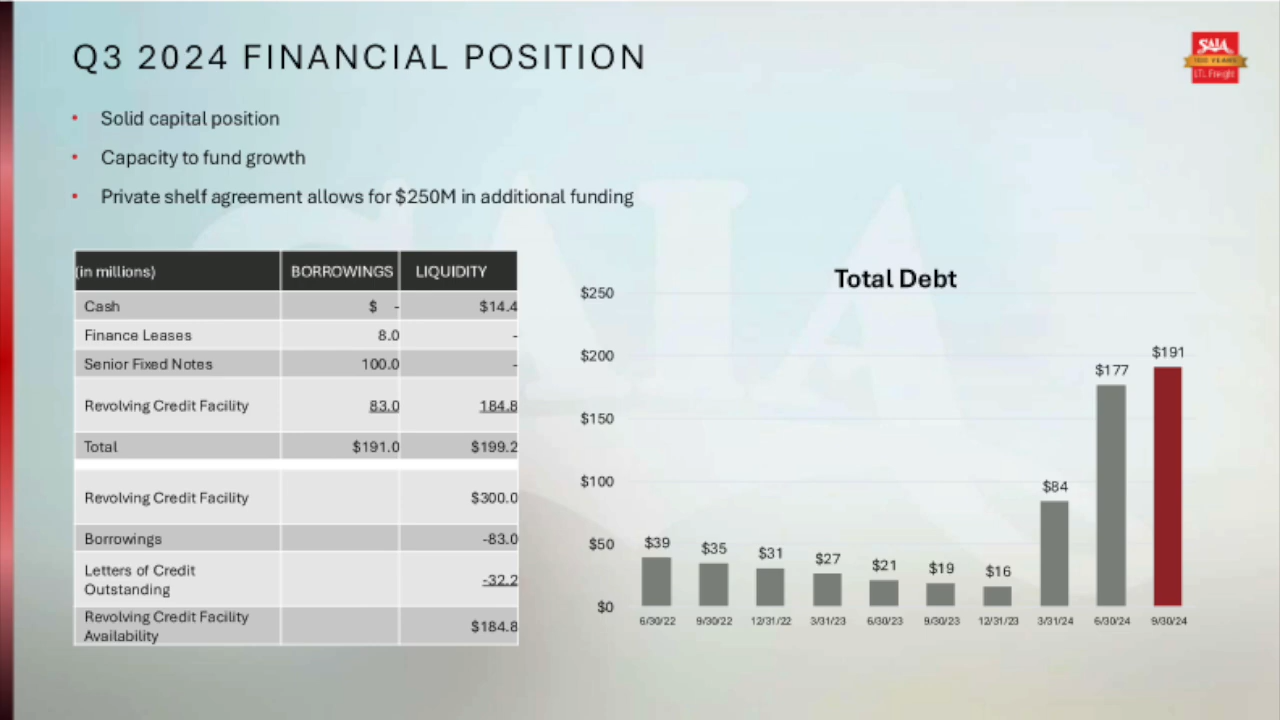 Q3 2024 FINANCIAL POSITION
SAIA
100 YEARS
LTL Freight
• Solid capital position
• Capacity to fund growth
• Private shelf agreement allows for $250M in additional funding
(in millions) BORROWINGS LIQUIDITY
Cash $ - $14.4
Finance Leases 8.0 -
Senior Fixed Notes 100.0 -
Revolving Credit Facility 83.0 184.8
Total $191.0 $199.2
Revolving Credit Facility $300.0
Borrowings -83.0
Letters of Credit
Outstanding -32.2
Revolving Credit Facility
Availability $184.8
Total Debt
$250
$200
$150
$100
$50
$0
$39 $35 $31 $27 $21 $19 $16 $84 $177 $191
6/30/22 9/30/22 12/31/22 3/31/23 6/30/23 9/30/23 12/31/23 3/31/24 6/30/24 9/30/24
SAIA